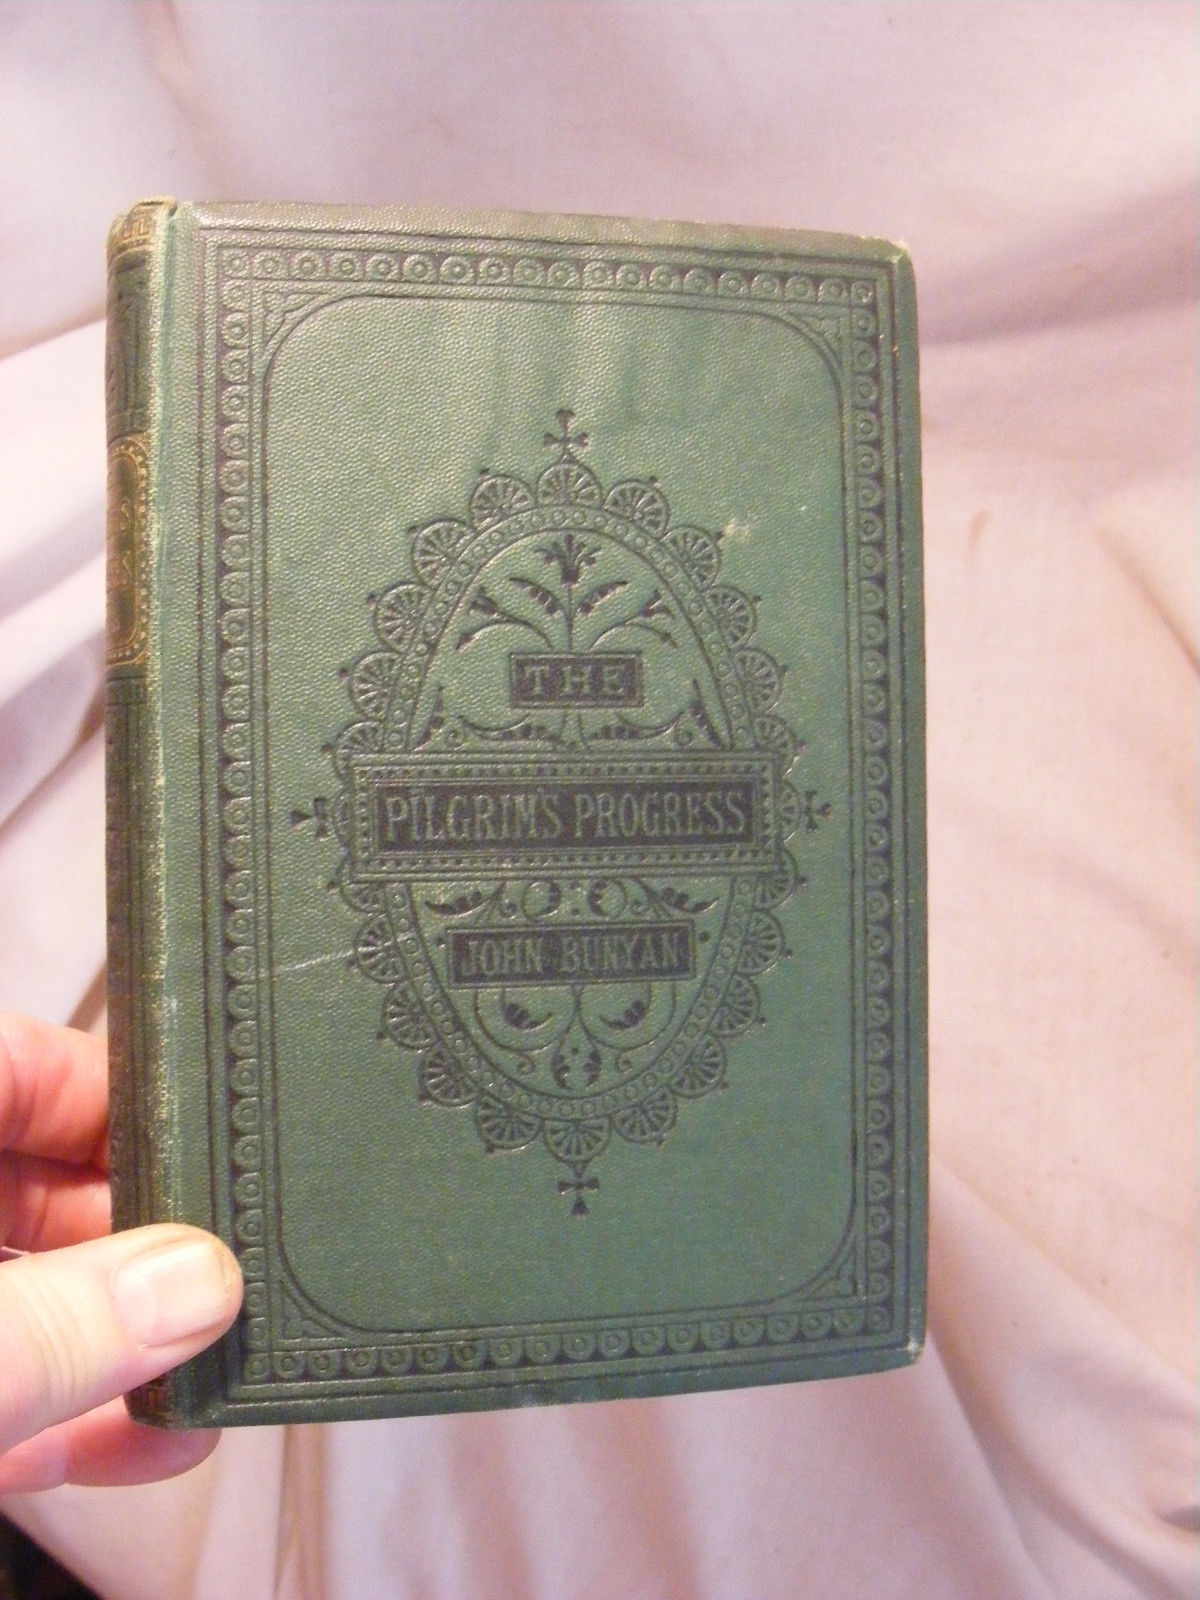 THE
PILGRIM'S PROGRESS
JOHN BUNYAN